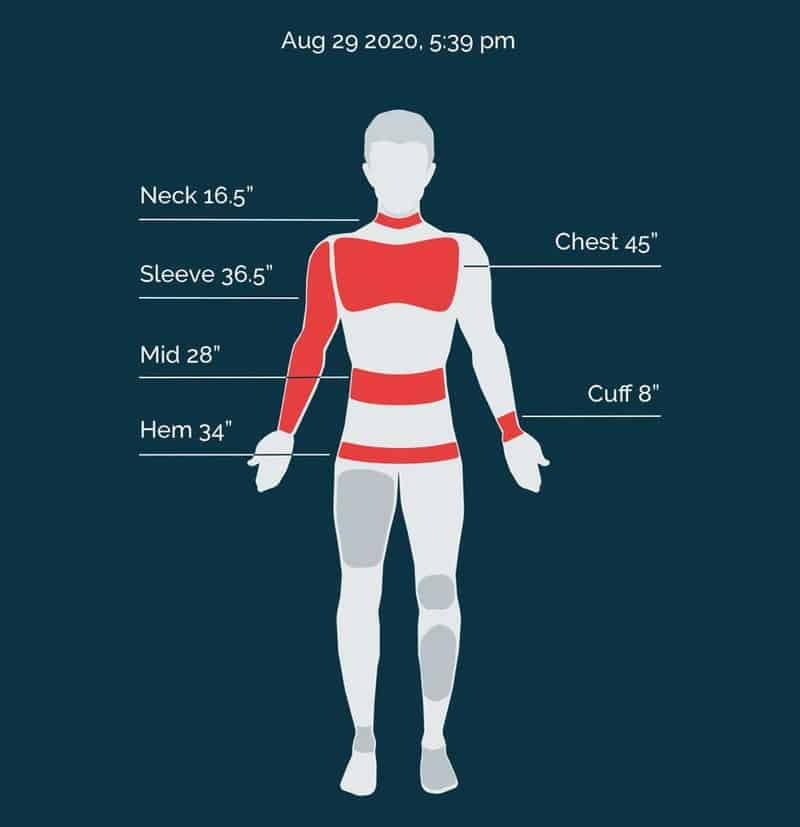 Aug 29 2020, 5:39 pm
Neck 16.5”
Chest 45”
Sleeve 36.5”
Mid 28”
Cuff 8”
Hem 34”